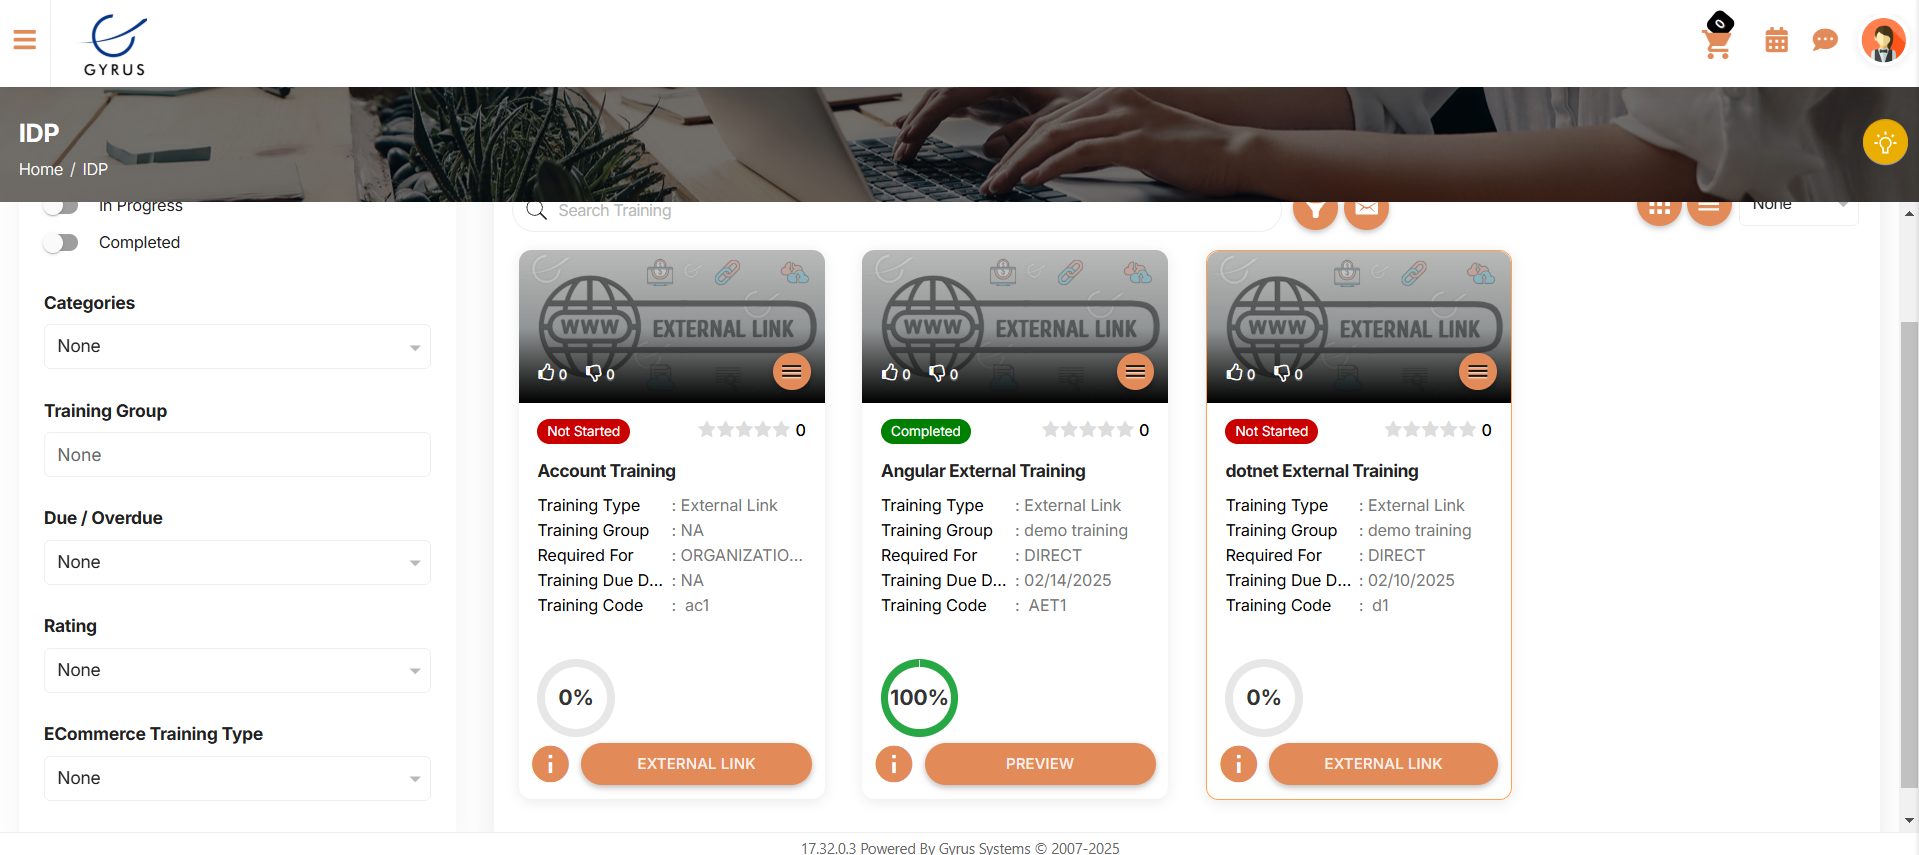 GYRUS
0
IDP
Home / IDP
In Progress
Completed
Categories
None
Training Group
None
Due / Overdue
None
Rating
None
ECommerce Training Type
None
Search Training
None
WWW EXTERNAL LINK
0 0
Not Started 0
Account Training
Training Type : External Link
Training Group : NA
Required For : ORGANIZATIO...
Training Due D... : NA
Training Code : ac1
0%
i EXTERNAL LINK
WWW EXTERNAL LINK
0 0
Completed 0
Angular External Training
Training Type : External Link
Training Group : demo training
Required For : DIRECT
Training Due D... : 02/14/2025
Training Code : AET1
100%
i PREVIEW
WWW EXTERNAL LINK
0 0
Not Started 0
dotnet External Training
Training Type : External Link
Training Group : demo training
Required For : DIRECT
Training Due D... : 02/10/2025
Training Code : d1
0%
i EXTERNAL LINK
17.32.0.3 Powered By Gyrus Systems © 2007-2025